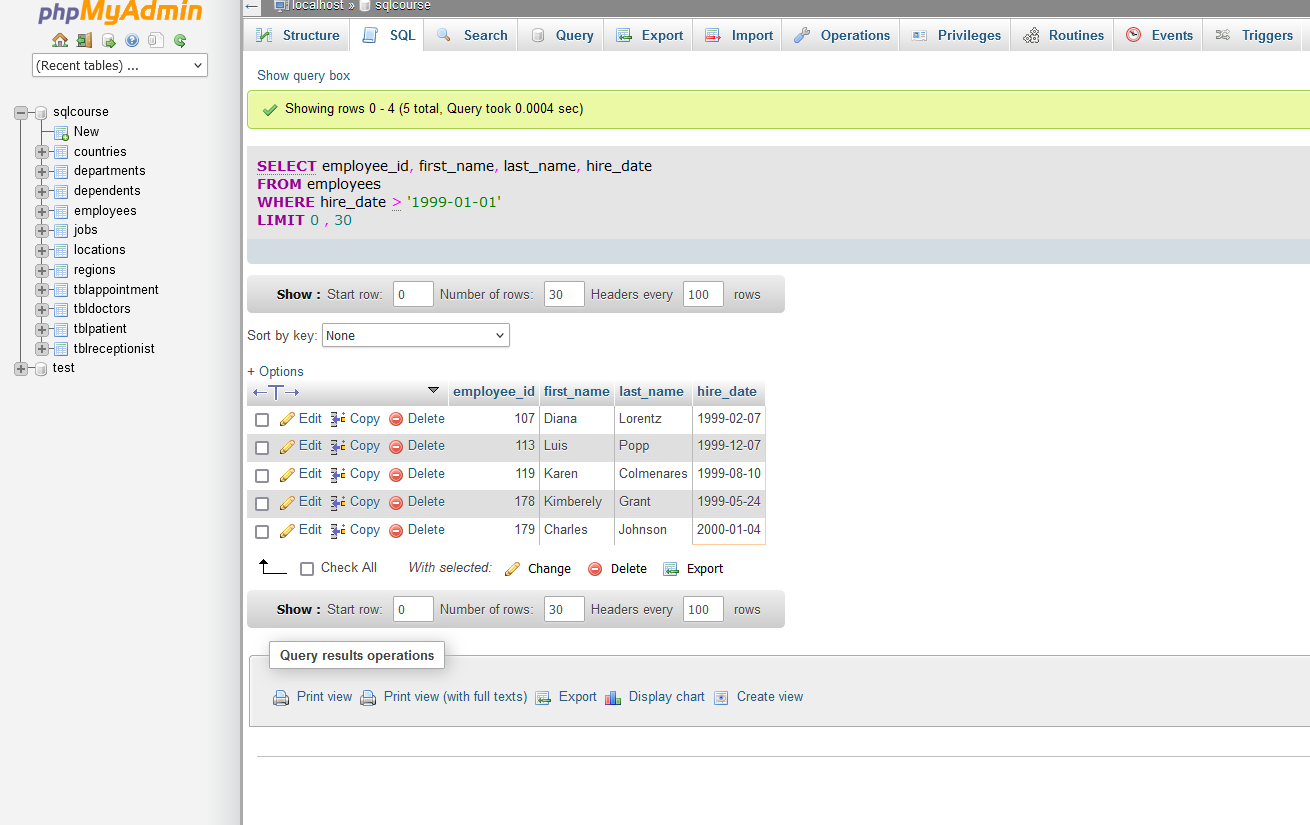 phpMyAdmin
localhost » sqlcourse
Structure SQL Search Query Export Import Operations Privileges Routines Events Triggers
(Recent tables) ...
sqlcourse
New
countries
departments
dependents
employees
jobs
locations
regions
tblappointment
tbldoctors
tblpatient
tblreceptionist
test
Show query box
Showing rows 0 - 4 (5 total, Query took 0.0004 sec)
SELECT employee_id, first_name, last_name, hire_date
FROM employees
WHERE hire_date > '1999-01-01'
LIMIT 0 , 30
Show : Start row: 0 Number of rows: 30 Headers every 100 rows
Sort by key: None
+ Options
←T→ employee_id first_name last_name hire_date
Edit Copy Delete 107 Diana Lorentz 1999-02-07
Edit Copy Delete 113 Luis Popp 1999-12-07
Edit Copy Delete 119 Karen Colmenares 1999-08-10
Edit Copy Delete 178 Kimberely Grant 1999-05-24
Edit Copy Delete 179 Charles Johnson 2000-01-04
Check All With selected: Change Delete Export
Show : Start row: 0 Number of rows: 30 Headers every 100 rows
Query results operations
Print view Print view (with full texts) Export Display chart Create view